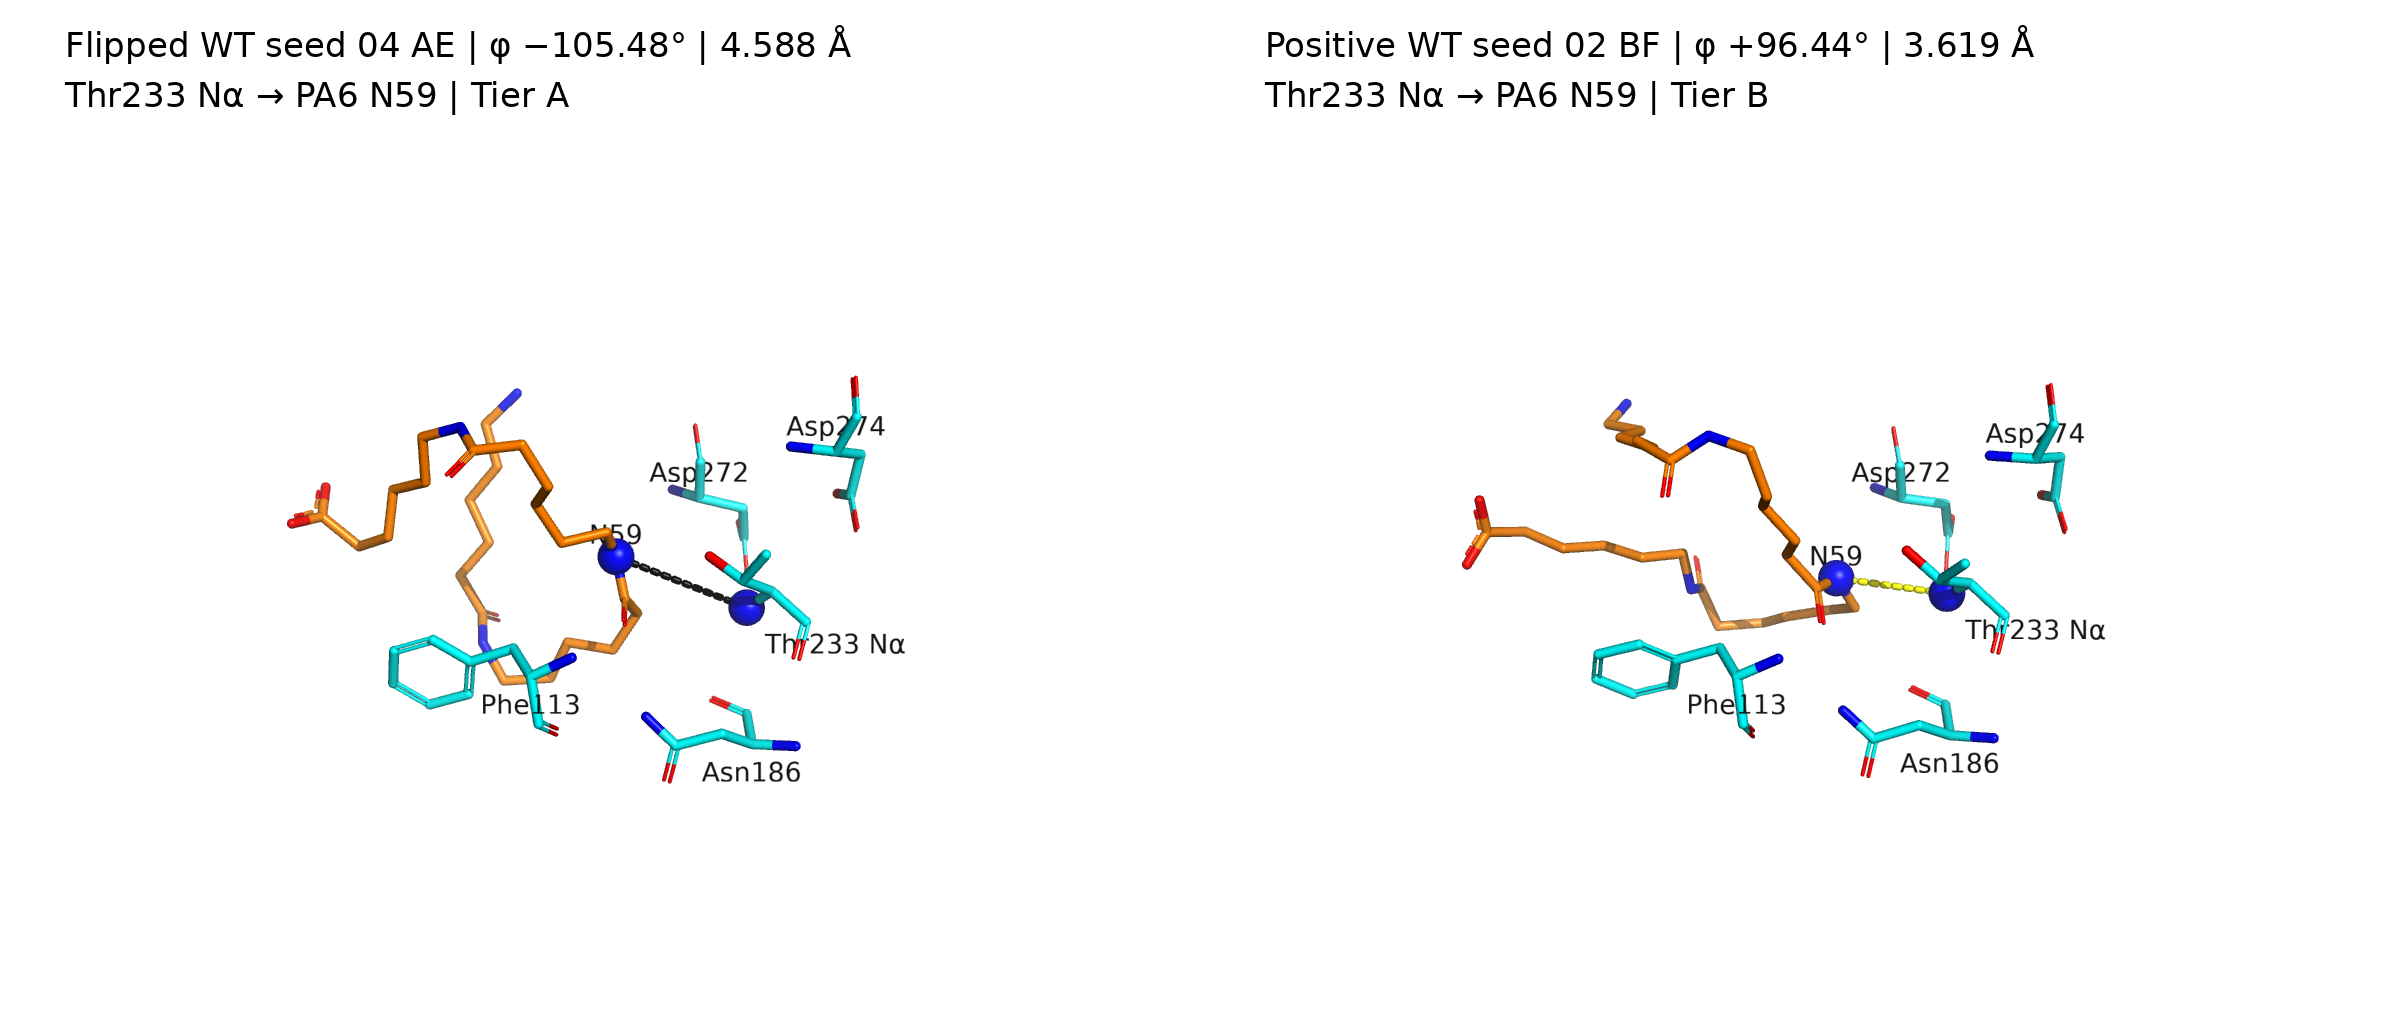 Flipped WT seed 04 AE | φ −105.48° | 4.588 Å
Thr233 Nα → PA6 N59 | Tier A
Asp274
Asp272
N59
Thr233 Nα
Phe113
Asn186
Positive WT seed 02 BF | φ +96.44° | 3.619 Å
Thr233 Nα → PA6 N59 | Tier B
Asp274
Asp272
N59
Thr233 Nα
Phe113
Asn186